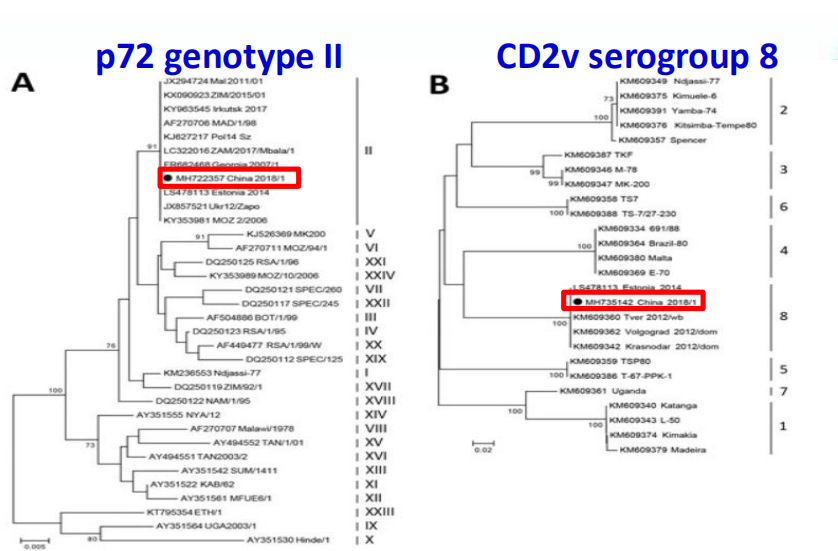 p72 genotype II
CD2v serogroup 8
A
JX294724 Mal 2011/01
KX090923 ZIM/2015/01
KY963545 Irkutsk 2017
AF270706 MAD/1/98
KJ627217 Pol14 Sz
91
LC322016 ZAM/2017/Mbala/1
II
FR682468 Georgia 2007/1
MH722357 China 2018/1
LS478113 Estonia 2014
JX857521 Ukr12/Zapo
KY353981 MOZ 2/2006
91
KJ526369 MK200
V
AF270711 MOZ/94/1
VI
DQ250125 RSA/1/96
XXI
KY353989 MOZ/10/2006
XXIV
DQ250121 SPEC/260
VII
DQ250117 SPEC/245
XXII
AF504886 BOT/1/99
III
DQ250123 RSA/1/95
IV
AF449477 RSA/1/99/W
XX
76
DQ250112 SPEC/125
XIX
KM236553 Ndjassi-77
I
100
DQ250119 ZIM/92/1
XVII
DQ250122 NAM/1/95
XVIII
AY351555 NYA/12
XIV
AF270707 Malawi/1978
VIII
73
AY494552 TAN/1/01
XV
AY494551 TAN2003/2
XVI
AY351542 SUM/1411
XIII
AY351522 KAB/62
XI
AY351561 MFUE6/1
XII
KT795354 ETH/1
XXIII
AY351564 UGA2003/1
IX
80
AY351530 Hinde/1
X
0.005
B
KM609349 Ndjassi-77
73
KM609375 Kimuele-6
KM609391 Yamba-74
2
100
KM609376 Kitsimba-Tempe80
KM609357 Spencer
KM609387 TKF
99
KM609346 M-78
3
99
KM609347 MK-200
KM609358 TS7
6
100
KM609388 TS-7/27-230
KM609334 691/88
KM609364 Brazil-80
4
100
KM609380 Malta
KM609369 E-70
LS478113 Estonia 2014
MH735142 China 2018/1
KM609360 Tver 2012/wb
8
100
KM609362 Volgograd 2012/dom
KM609342 Krasnodar 2012/dom
KM609359 TSP80
5
100
KM609386 T-67-PPK-1
KM609361 Uganda
7
100
KM609340 Katanga
KM609343 L-50
1
100
KM609374 Kimakia
KM609379 Madeira
0.02